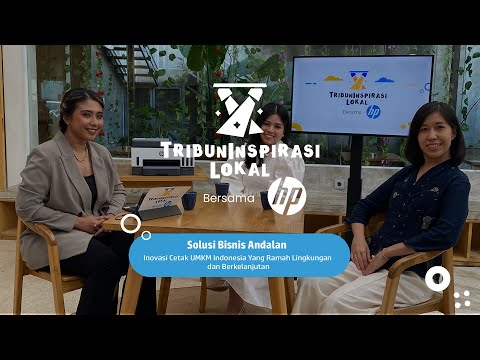 TRIBUNINSPIRASI
LOKAL
Bersama hp
TRIBUNINSPIRASI
LOKAL
Bersama hp
Solusi Bisnis Andalan
Inovasi Cetak UMKM Indonesia Yang Ramah Lingkungan
dan Berkelanjutan